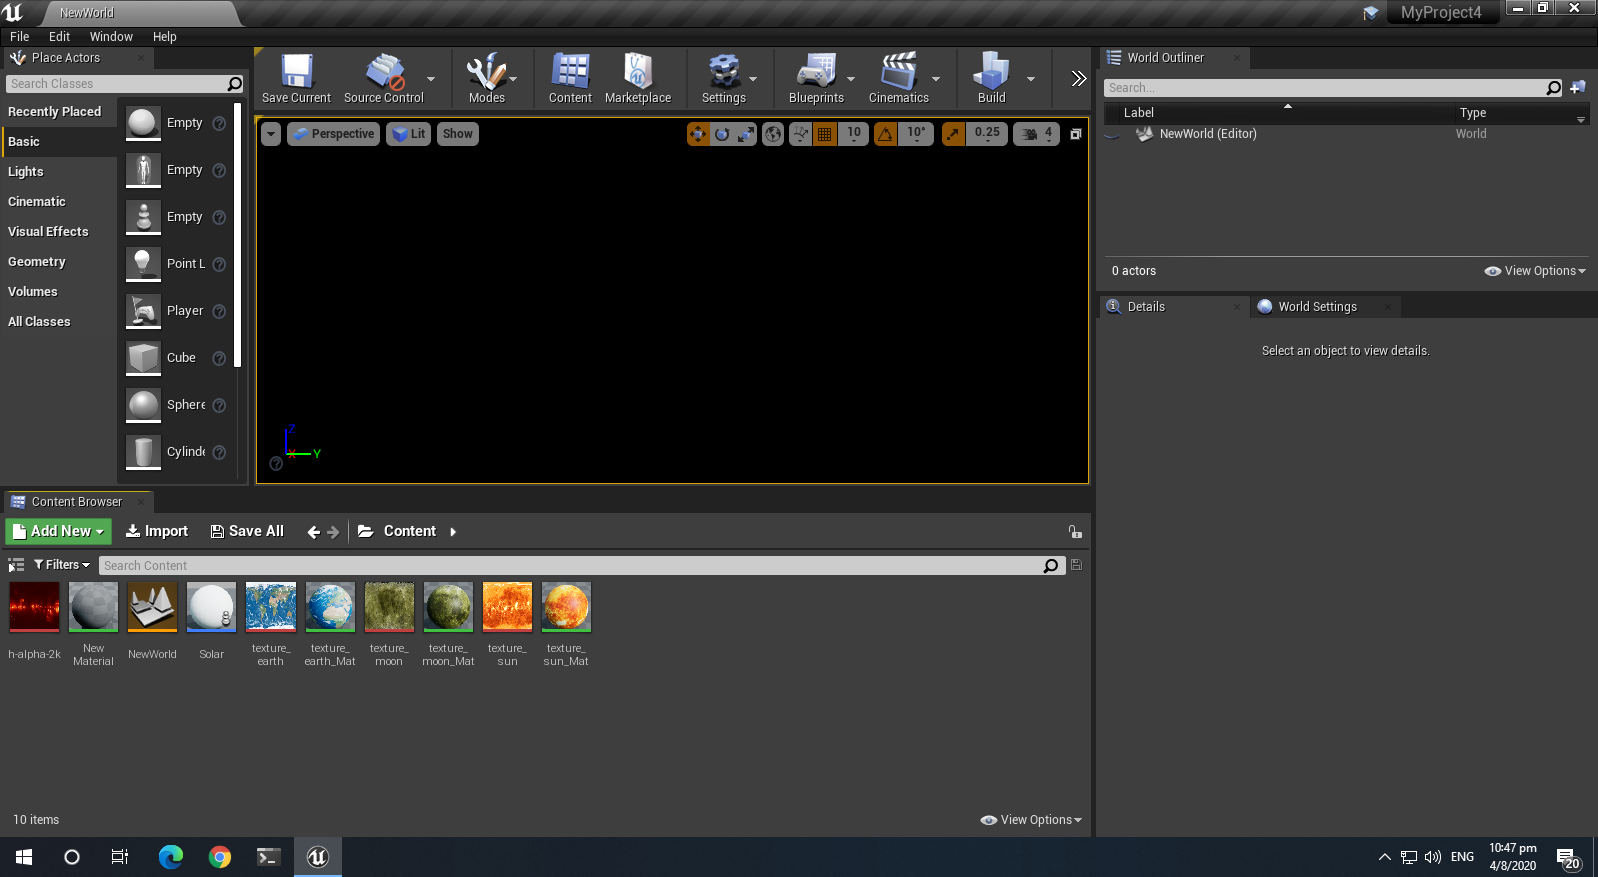 NewWorld
MyProject4
File Edit Window Help
Place Actors
Search Classes
Recently Placed
Basic
Lights
Cinematic
Visual Effects
Geometry
Volumes
All Classes
Empty
Empty
Empty
Point L
Player
Cube
Sphere
Cylinde
Save Current
Source Control
Modes
Content
Marketplace
Settings
Blueprints
Cinematics
Build
Perspective
Lit
Show
10
10°
0.25
4
Z
X
Y
World Outliner
Search...
Label Type
NewWorld (Editor) World
0 actors
View Options
Details
World Settings
Select an object to view details.
Content Browser
Add New
Import
Save All
Content
Filters
Search Content
h-alpha-2k
New
Material
NewWorld
Solar
texture_
earth
texture_
earth_Mat
texture_
moon
texture_
moon_Mat
texture_
sun
texture_
sun_Mat
10 items
View Options
ENG
10:47 pm
4/8/2020
20